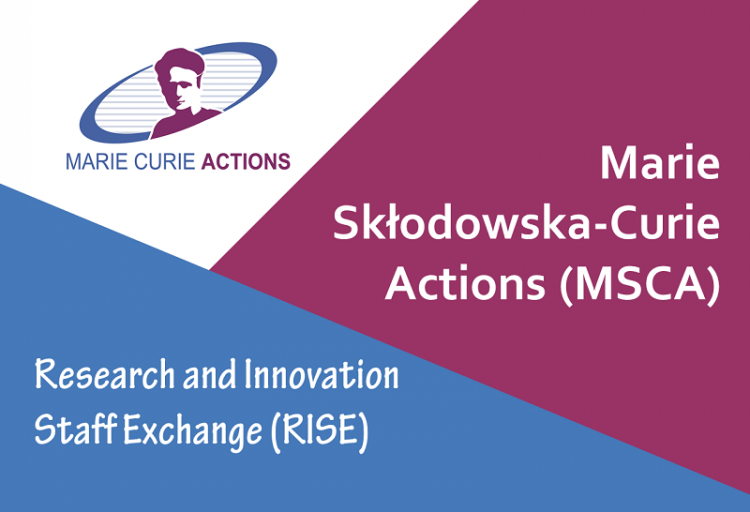 MARIE CURIE ACTIONS
Marie
Skłodowska-Curie
Actions (MSCA)
Research and Innovation
Staff Exchange (RISE)